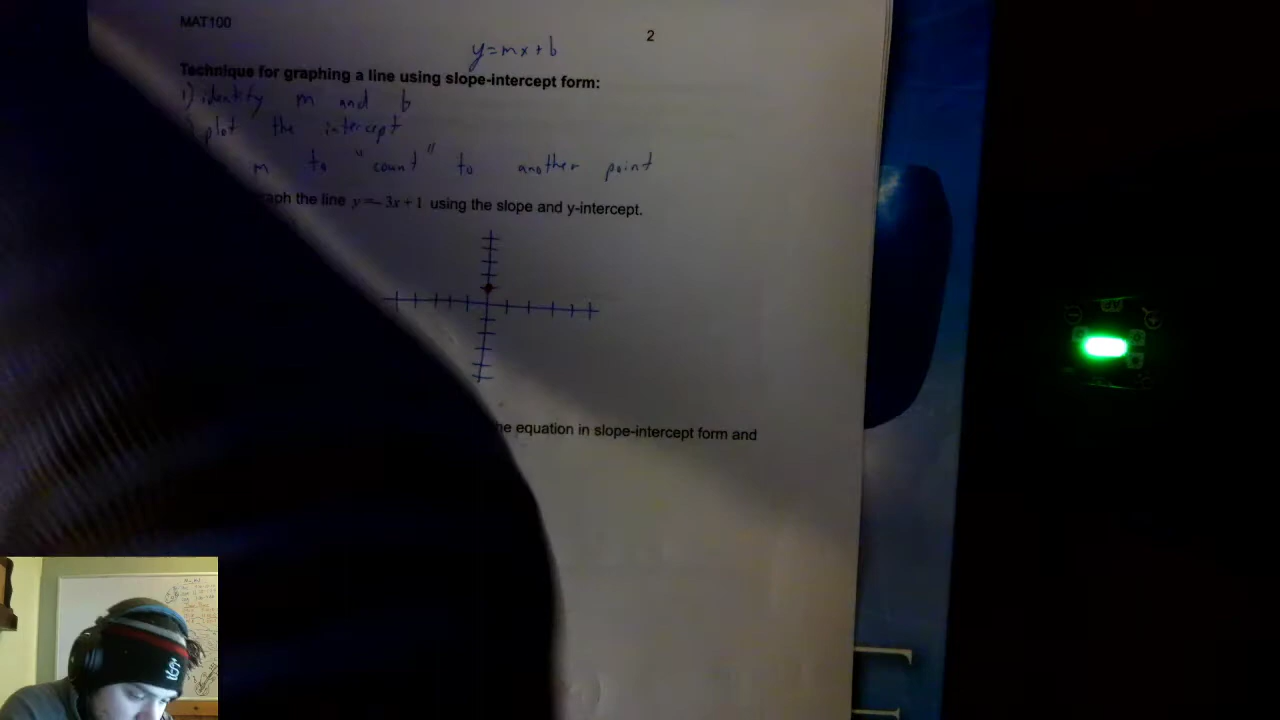 MAT100
2
y=mx+b
Technique for graphing a line using slope-intercept form:
1) identify m and b
plot the intercept
m to "count" to another point
aph the line y=-3x+1 using the slope and y-intercept.
he equation in slope-intercept form and